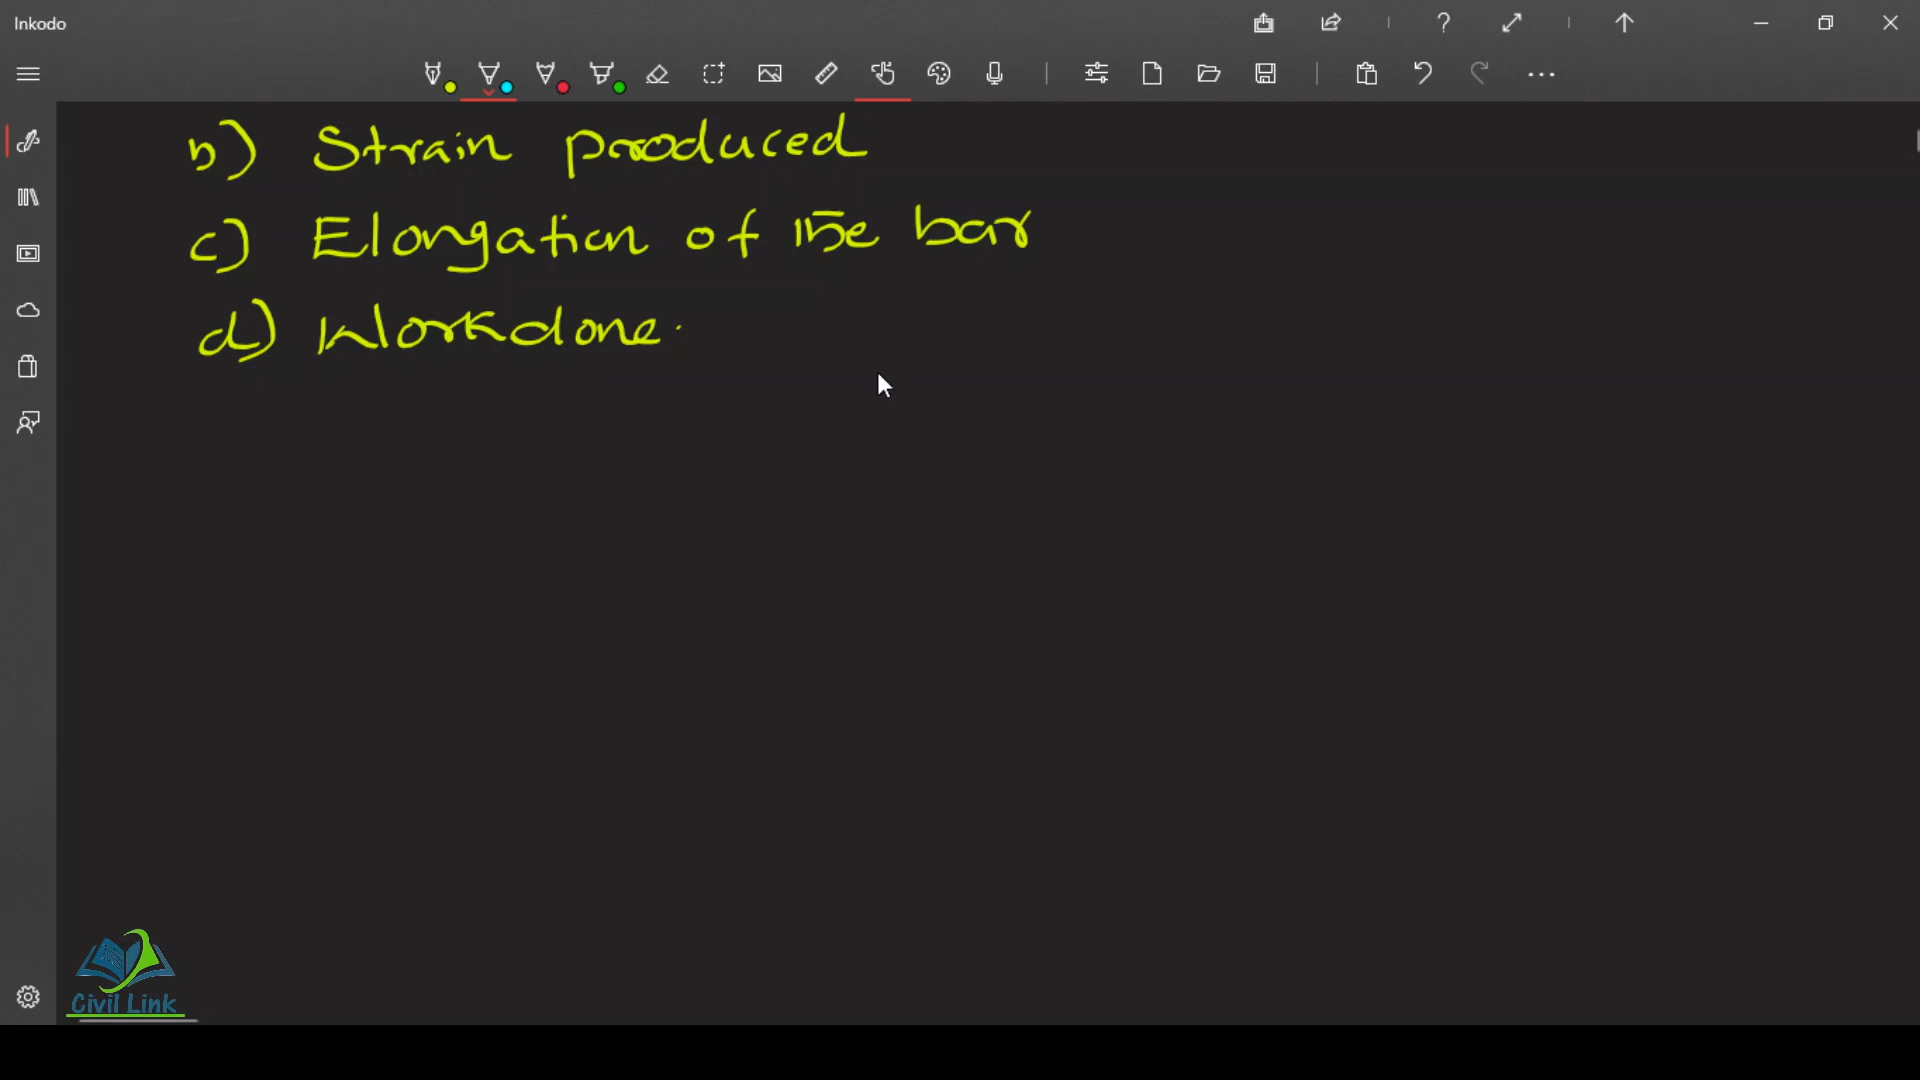 Inkodo
b) Strain produced
c) Elongation of the bar
d) Workdone.
Civil Link